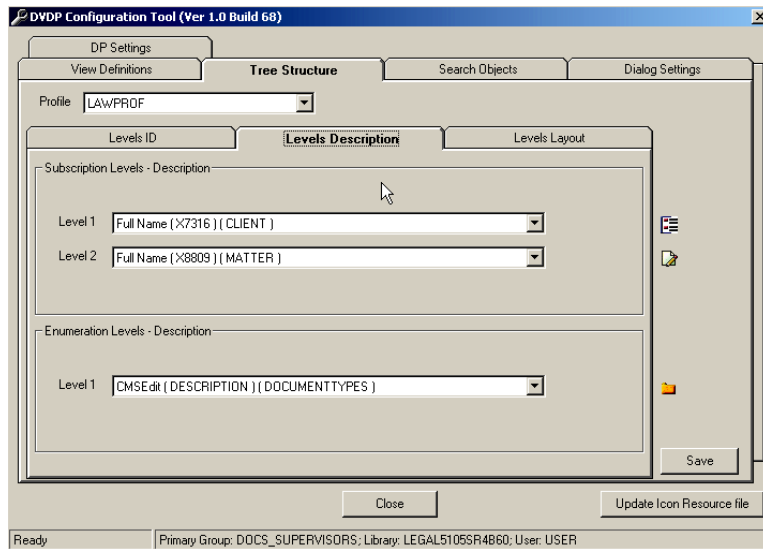 DVDP Configuration Tool (Ver 1.0 Build 68)
DP Settings
View Definitions Tree Structure Search Objects Dialog Settings
Profile LAWPROF
Levels ID Levels Description Levels Layout
Subscription Levels - Description
Level 1 Full Name ( X7316 ) ( CLIENT )
Level 2 Full Name ( X8809 ) ( MATTER )
Enumeration Levels - Description
Level 1 CMSEdit ( DESCRIPTION ) ( DOCUMENTTYPES )
Save
Close Update Icon Resource file
Ready Primary Group: DOCS_SUPERVISORS; Library: LEGAL5105SR4B60; User: USER